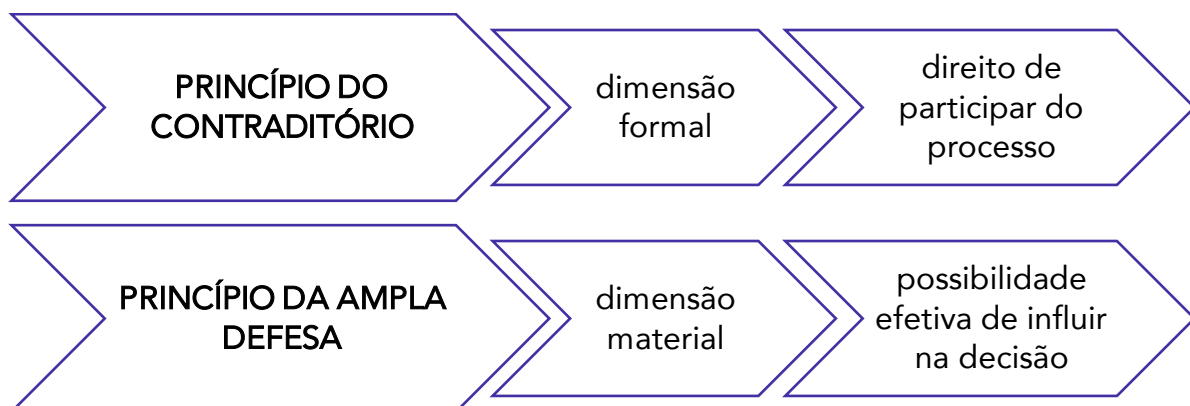 PRINCÍPIO DO
CONTRADITÓRIO
dimensão
formal
direito de
participar do
processo
PRINCÍPIO DA AMPLA
DEFESA
dimensão
material
possibilidade
efetiva de influir
na decisão